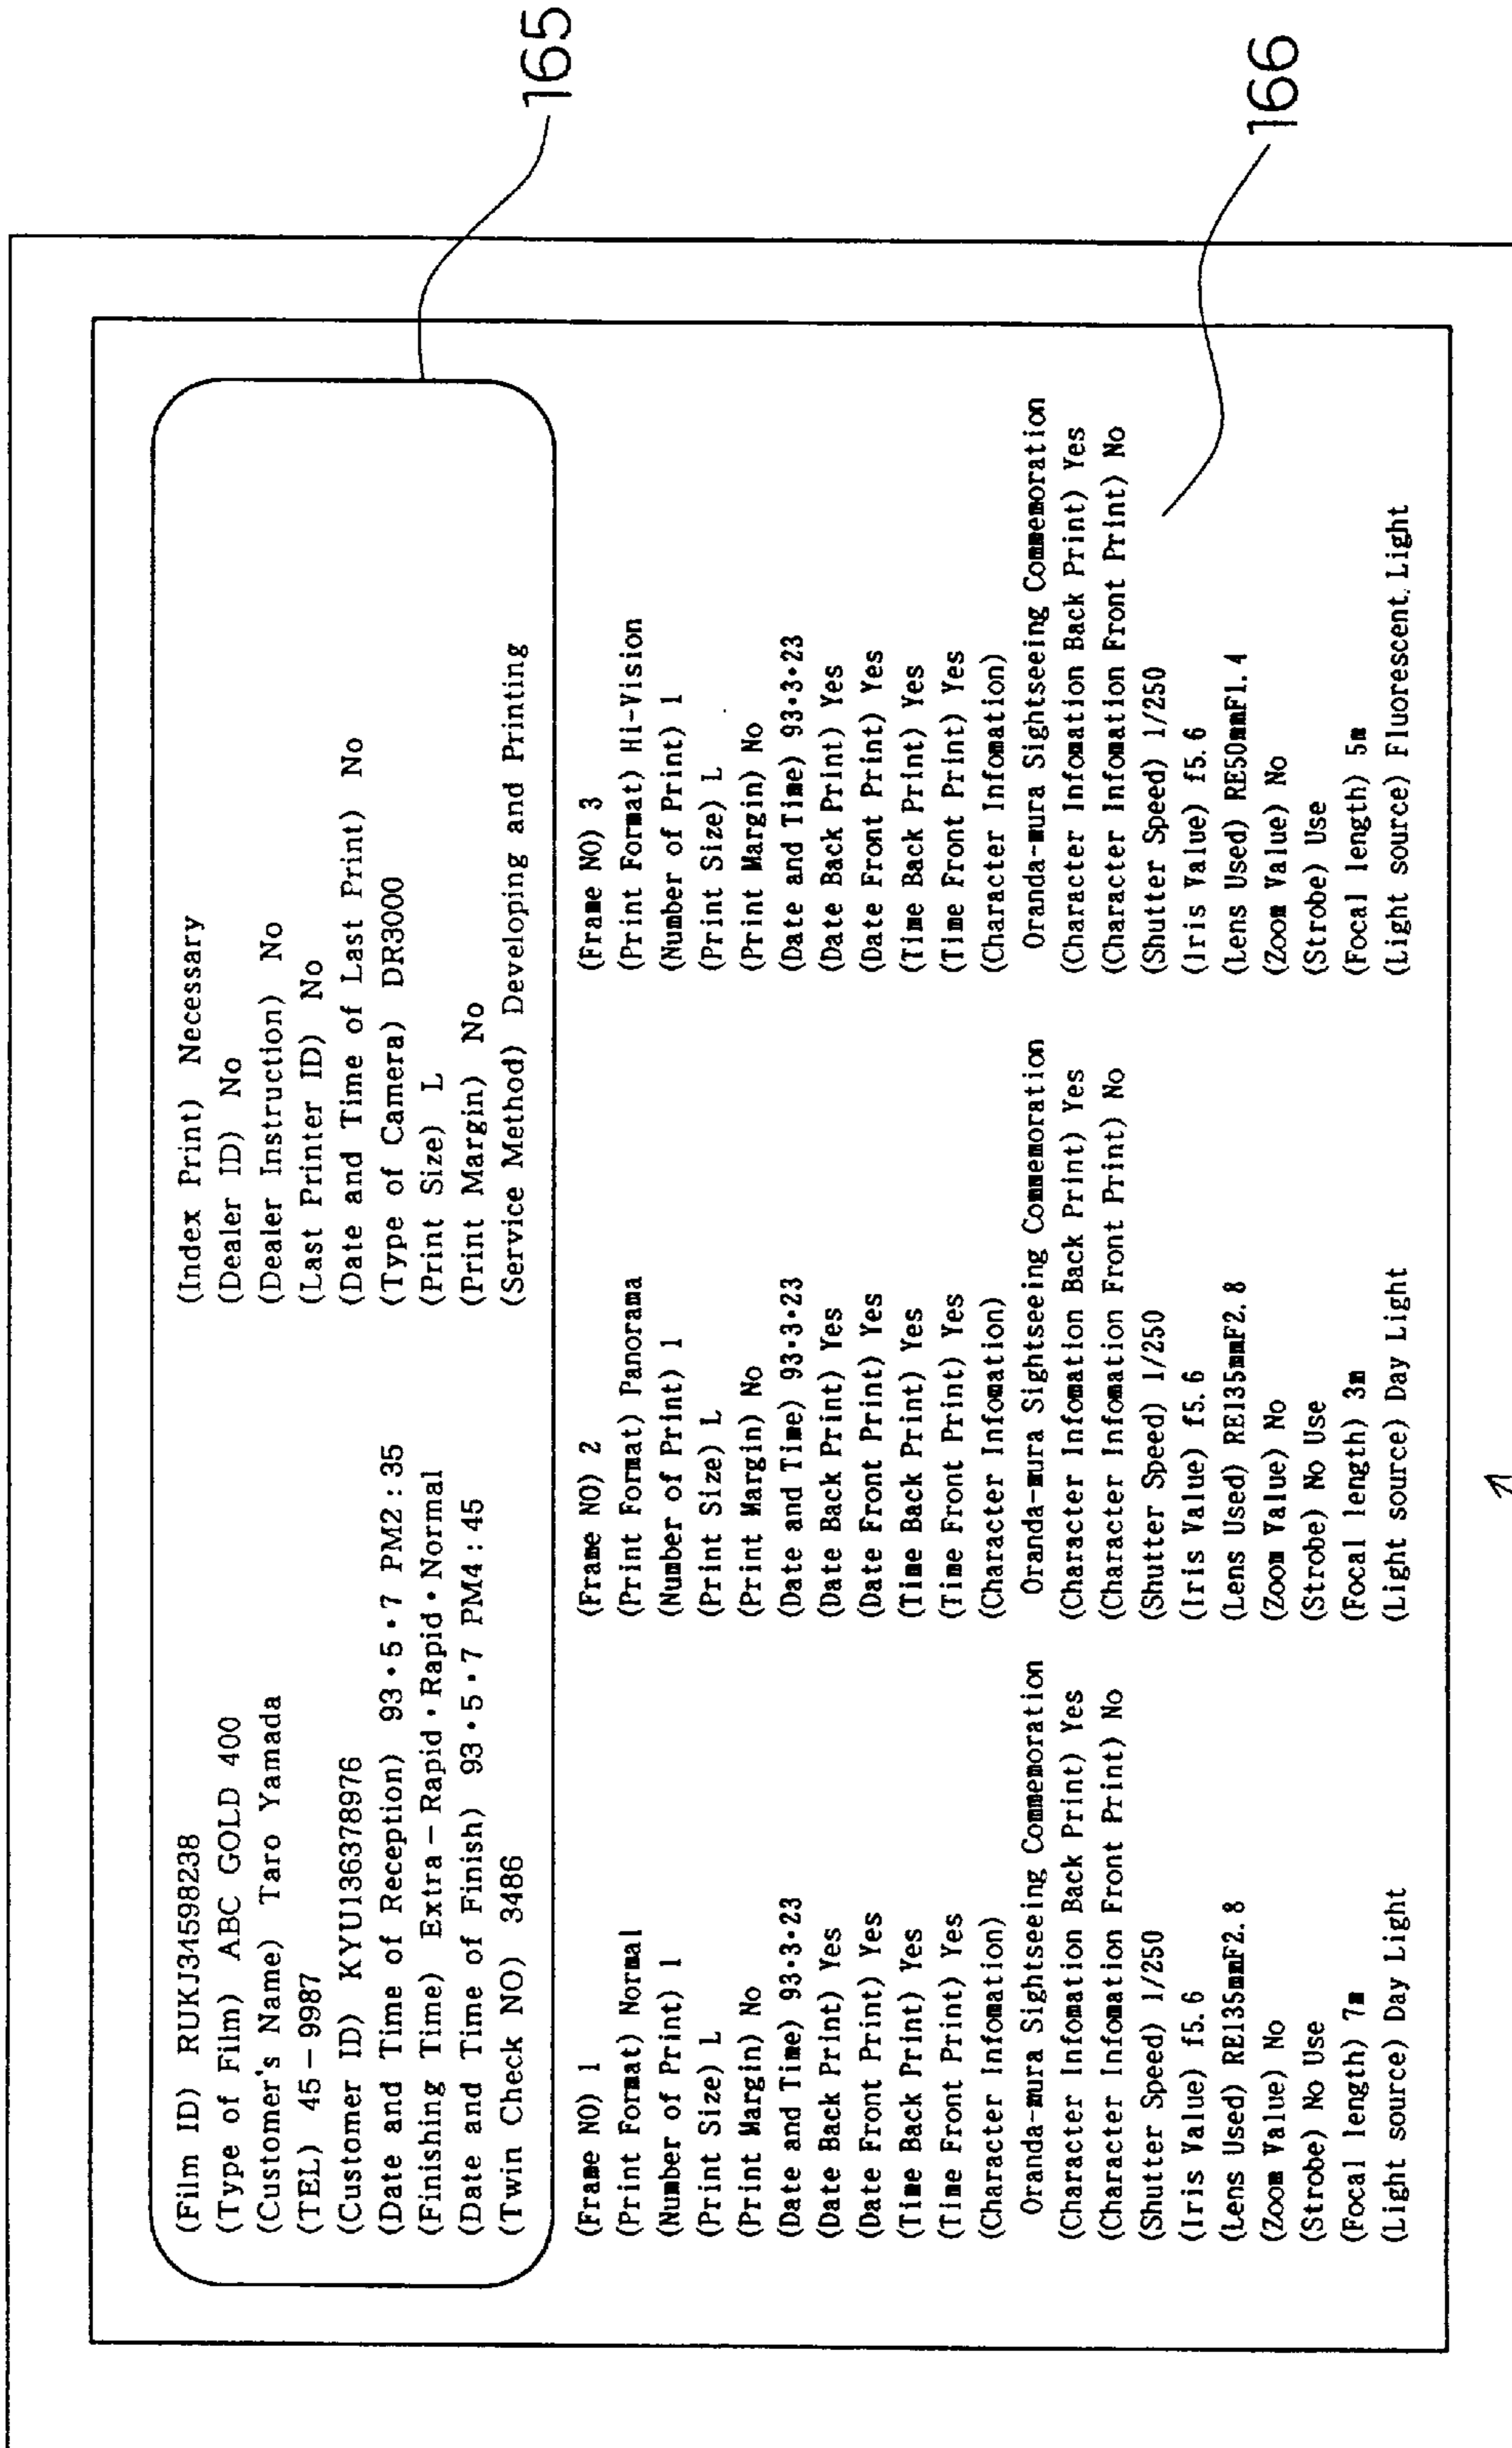 (Film ID) RUKJ34598238
(Type of Film) ABC GOLD 400
(Customer's Name) Taro Yamada
(TEL) 45-9987
(Customer ID) KYU13637​8976
(Date and Time of Reception) 93・5・7 PM2:35
(Finishing Time) Extra-Rapid・Rapid・Normal
(Date and Time of Finish) 93・5・7 PM4:45
(Twin Check NO) 3486
(Index Print) Necessary
(Dealer ID) No
(Dealer Instruction) No
(Last Printer ID) No
(Date and Time of Last Print) No
(Type of Camera) DR3000
(Print Size) L
(Print Margin) No
(Service Method) Developing and Printing
165
(Frame NO) 1
(Print Format) Normal
(Number of Print) 1
(Print Size) L
(Print Margin) No
(Date and Time) 93・3・23
(Date Back Print) Yes
(Date Front Print) Yes
(Time Back Print) Yes
(Time Front Print) Yes
(Character Infomation)
Oranda-mura Sightseeing Commemoration
(Character Infomation Back Print) Yes
(Character Infomation Front Print) No
(Shutter Speed) 1/250
(Iris Value) f5.6
(Lens Used) RE135mmF2.8
(Zoom Value) No
(Strobe) No Use
(Focal length) 7m
(Light source) Day Light
(Frame NO) 2
(Print Format) Panorama
(Number of Print) 1
(Print Size) L
(Print Margin) No
(Date and Time) 93・3・23
(Date Back Print) Yes
(Date Front Print) Yes
(Time Back Print) Yes
(Time Front Print) Yes
(Character Infomation)
Oranda-mura Sightseeing Commemoration
(Character Infomation Back Print) Yes
(Character Infomation Front Print) No
(Shutter Speed) 1/250
(Iris Value) f5.6
(Lens Used) RE135mmF2.8
(Zoom Value) No
(Strobe) No Use
(Focal length) 3m
(Light source) Day Light
(Frame NO) 3
(Print Format) Hi-Vision
(Number of Print) 1
(Print Size) L
(Print Margin) No
(Date and Time) 93・3・23
(Date Back Print) Yes
(Date Front Print) Yes
(Time Back Print) Yes
(Time Front Print) Yes
(Character Infomation)
Oranda-mura Sightseeing Commemoration
(Character Infomation Back Print) Yes
(Character Infomation Front Print) No
(Shutter Speed) 1/250
(Iris Value) f5.6
(Lens Used) RE50mmF1.4
(Zoom Value) No
(Strobe) Use
(Focal length) 5m
(Light source) Fluorescent Light
166